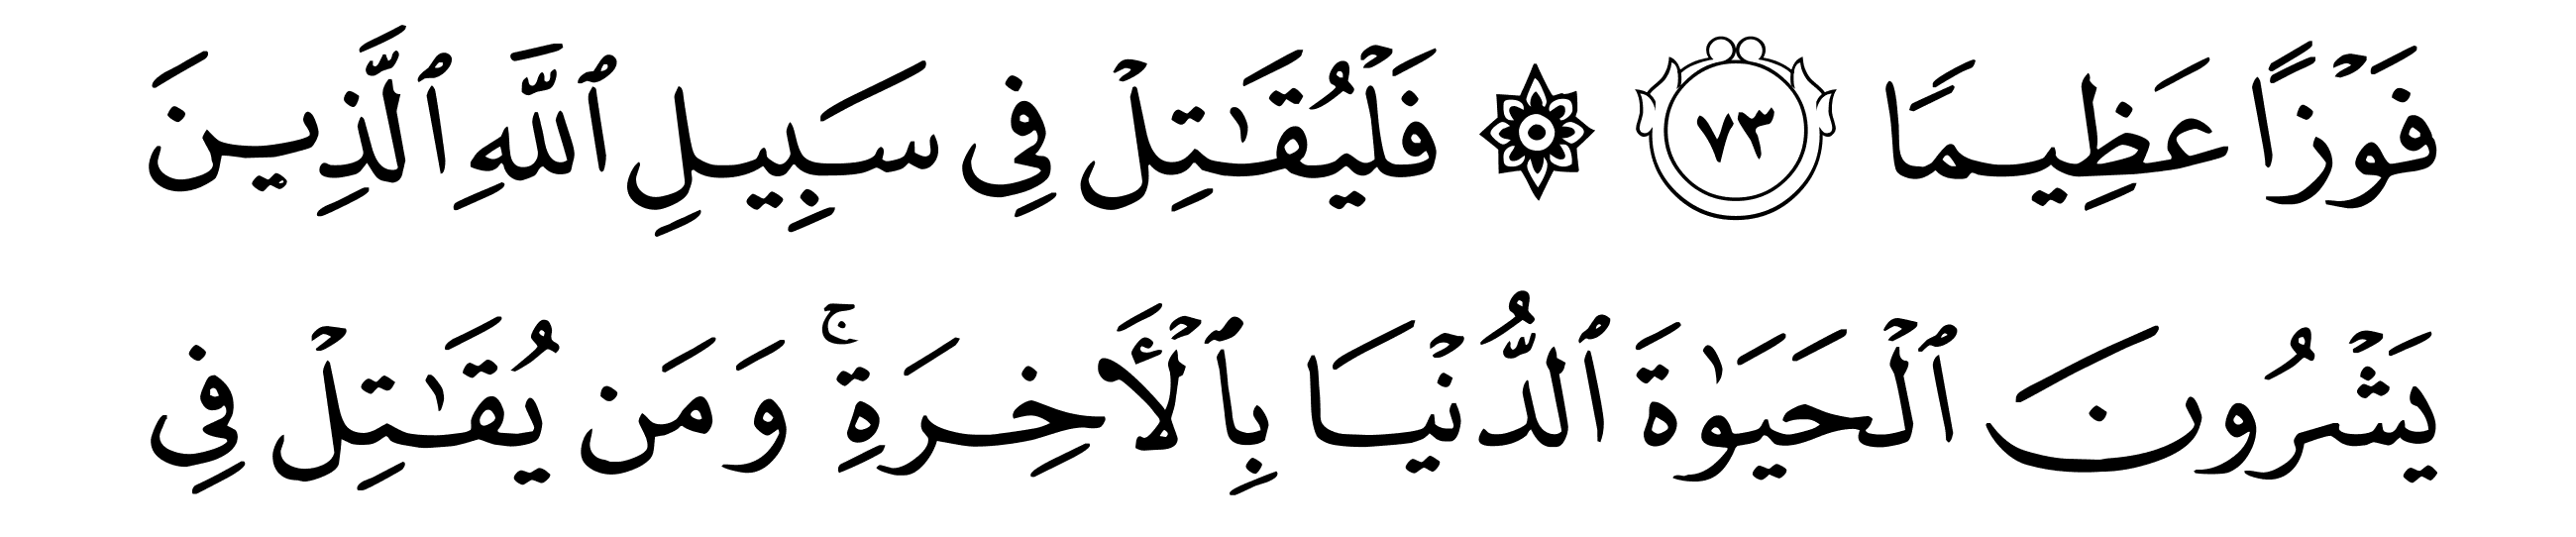 فَوْزًا عَظِيمًا ٧٣ ۞ فَلْيُقَـٰتِلْ فِى سَبِيلِ ٱللَّهِ ٱلَّذِينَ
يَشْرُونَ ٱلْحَيَوٰةَ ٱلدُّنْيَا بِٱلْأَخِرَةِ ۚ وَمَن يُقَـٰتِلْ فِى